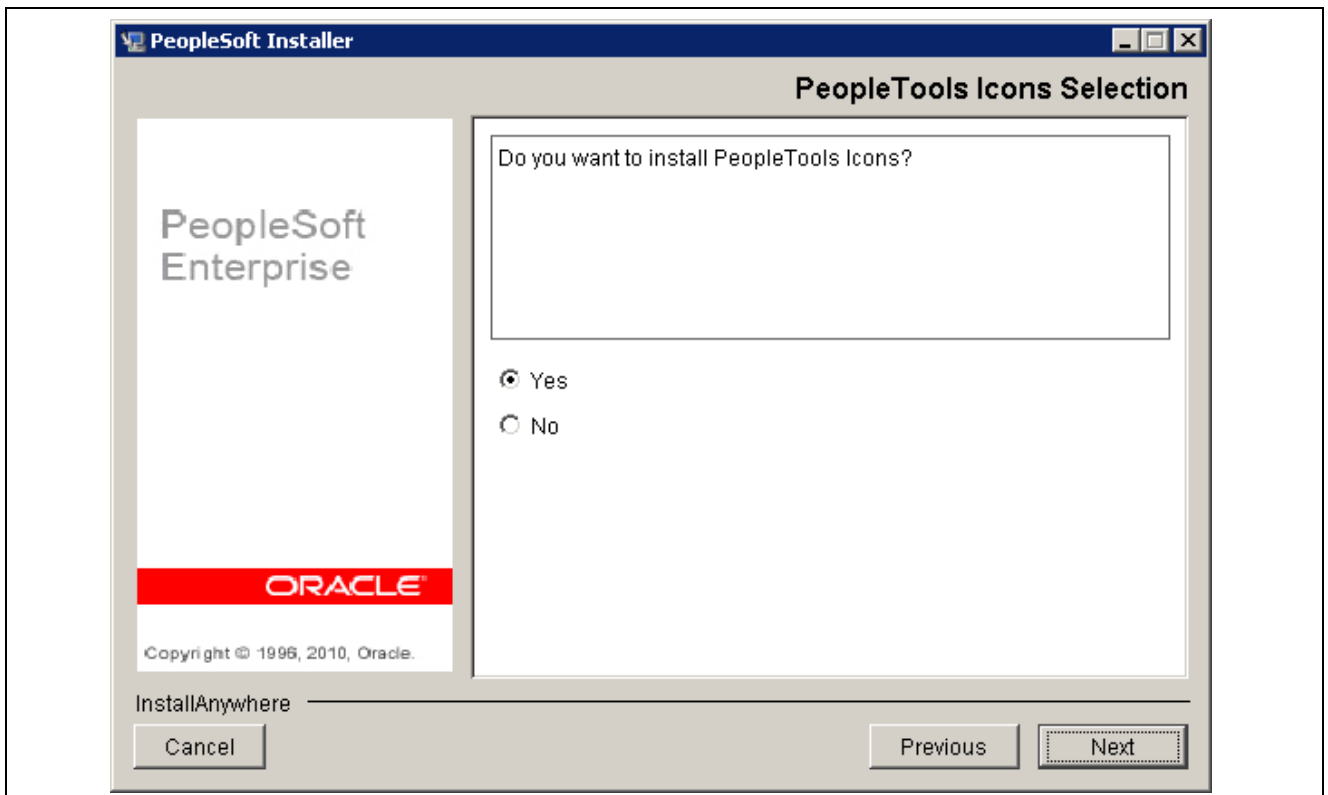 PeopleSoft Installer
PeopleTools Icons Selection
PeopleSoft
Enterprise
ORACLE
Copyright © 1996, 2010, Oracle.
Do you want to install PeopleTools Icons?
Yes
No
InstallAnywhere
Cancel
Previous
Next